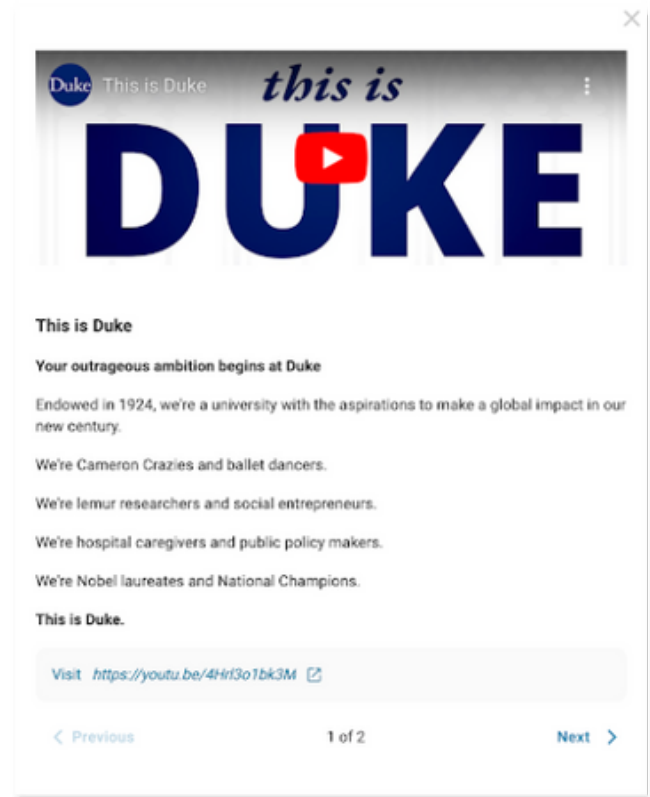 Duke This is Duke
this is
DUKE
This is Duke
Your outrageous ambition begins at Duke
Endowed in 1924, we're a university with the aspirations to make a global impact in our
new century.
We're Cameron Crazies and ballet dancers.
We're lemur researchers and social entrepreneurs.
We're hospital caregivers and public policy makers.
We're Nobel laureates and National Champions.
This is Duke.
Visit https://youtu.be/4Hrl3o1bk3M
Previous 1 of 2 Next